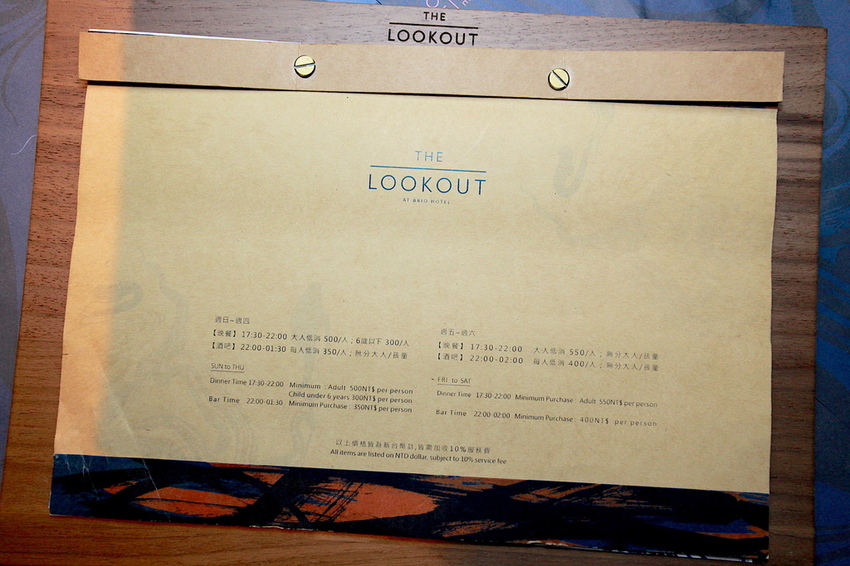 THE
LOOKOUT
THE
LOOKOUT
AT BRIO HOTEL
週日~週四
【晚餐】 17:30-22:00 大人低消 500/人 ; 6歲以下 300/人
【酒吧】 22:00-01:30 每人低消 350/人 ; 無分大人/孩童
SUN to THU
Dinner Time 17:30-22:00 Minimum : Adult 500NT$ per person
Child under 6 years 300NT$ per person
Bar Time 22:00-01:30 Minimum Purchase : 350NT$ per person
週五~週六
【晚餐】 17:30-22:00 大人低消 550/人 ; 無分大人/孩童
【酒吧】 22:00-02:00 每人低消 400/人 ; 無分大人/孩童
FRI to SAT
Dinner Time 17:30-22:00 Minimum Purchase : Adult 550NT$ per person
Bar Time 22:00-02:00 Minimum Purchase : 400NT$ per person
以上價格皆為新台幣計,皆需加收10%服務費
All items are listed on NTD dollar, subject to 10% service fee